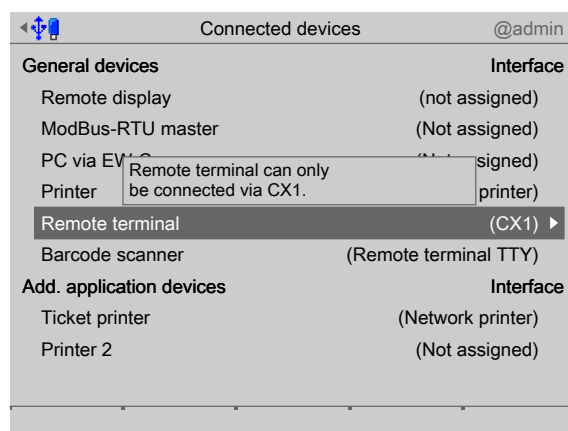 Connected devices @admin
General devices Interface
Remote display (not assigned)
ModBus-RTU master (Not assigned)
PC via
Remote terminal can only
be connected via CX1.
Printer printer)
Remote terminal (CX1)
Barcode scanner (Remote terminal TTY)
Add. application devices Interface
Ticket printer (Network printer)
Printer 2 (Not assigned)